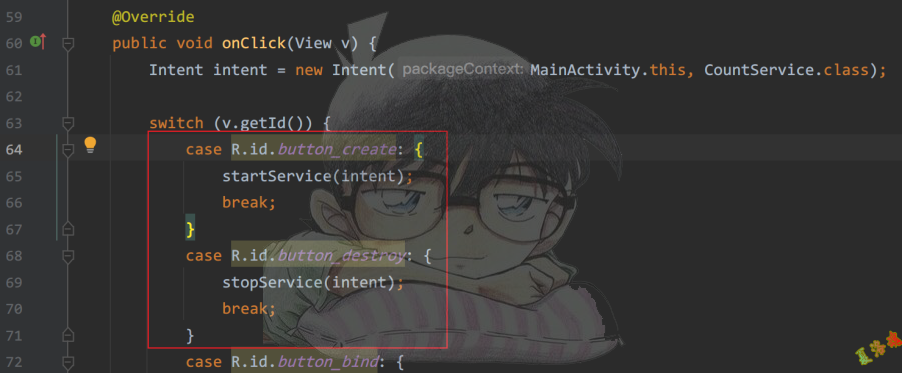 59 @Override
60 public void onClick(View v) {
61 Intent intent = new Intent( packageContext: MainActivity.this, CountService.class);
62
63 switch (v.getId()) {
64 case R.id.button_create: {
65 startService(intent);
66 break;
67 }
68 case R.id.button_destroy: {
69 stopService(intent);
70 break;
71 }
72 case R.id.button_bind: {